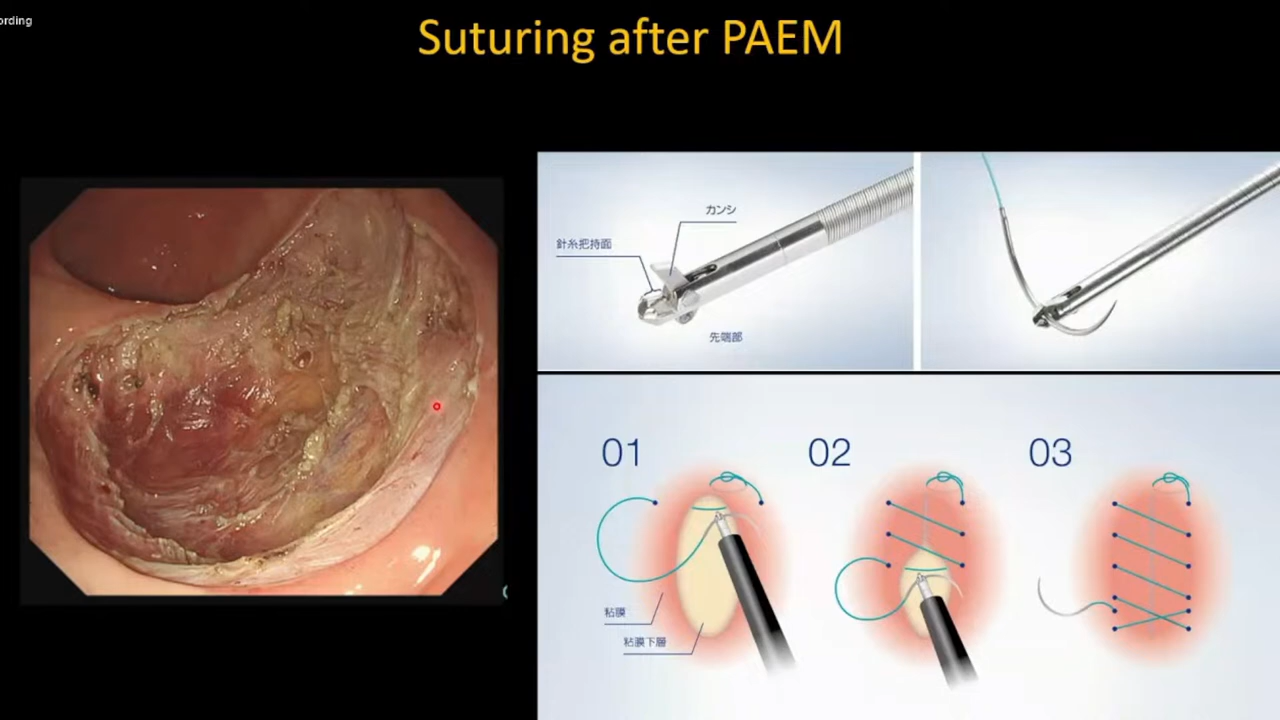 ording
Suturing after PAEM
カンシ
針糸把持面
先端部
01
02
03
粘膜
粘膜下層